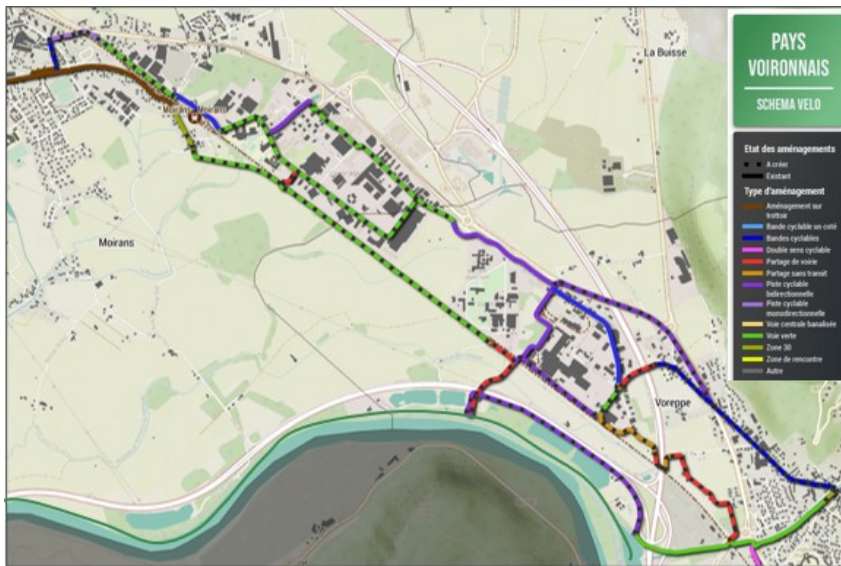 La Buisse
PAYS
VOIRONNAIS
SCHEMA VELO
Moirans
Moirans
Moirans
Voreppe
Etat des aménagements
A créer
Existant
Type d'aménagement
Aménagement sur
trottoir
Bande cyclable un coté
Bandes cyclables
Double sens cyclable
Partage de voirie
Partage sans transit
Piste cyclable
bidirectionnelle
Piste cyclable
monodirectionnelle
Voie centrale banalisée
Voie verte
Zone 30
Zone de rencontre
Autre